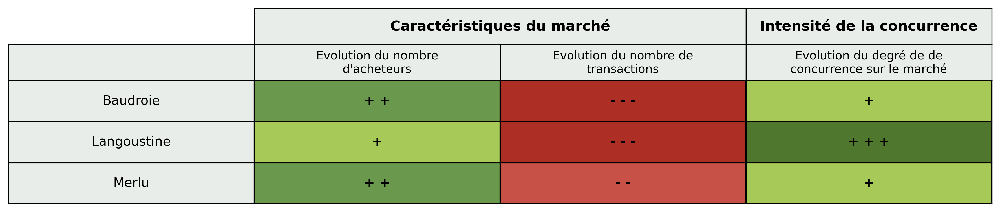 Caractéristiques du marché
Intensité de la concurrence
Evolution du nombre
d'acheteurs
Evolution du nombre de
transactions
Evolution du degré de de
concurrence sur le marché
Baudroie
+ +
- - -
+
Langoustine
+
- - -
+ + +
Merlu
+ +
- -
+